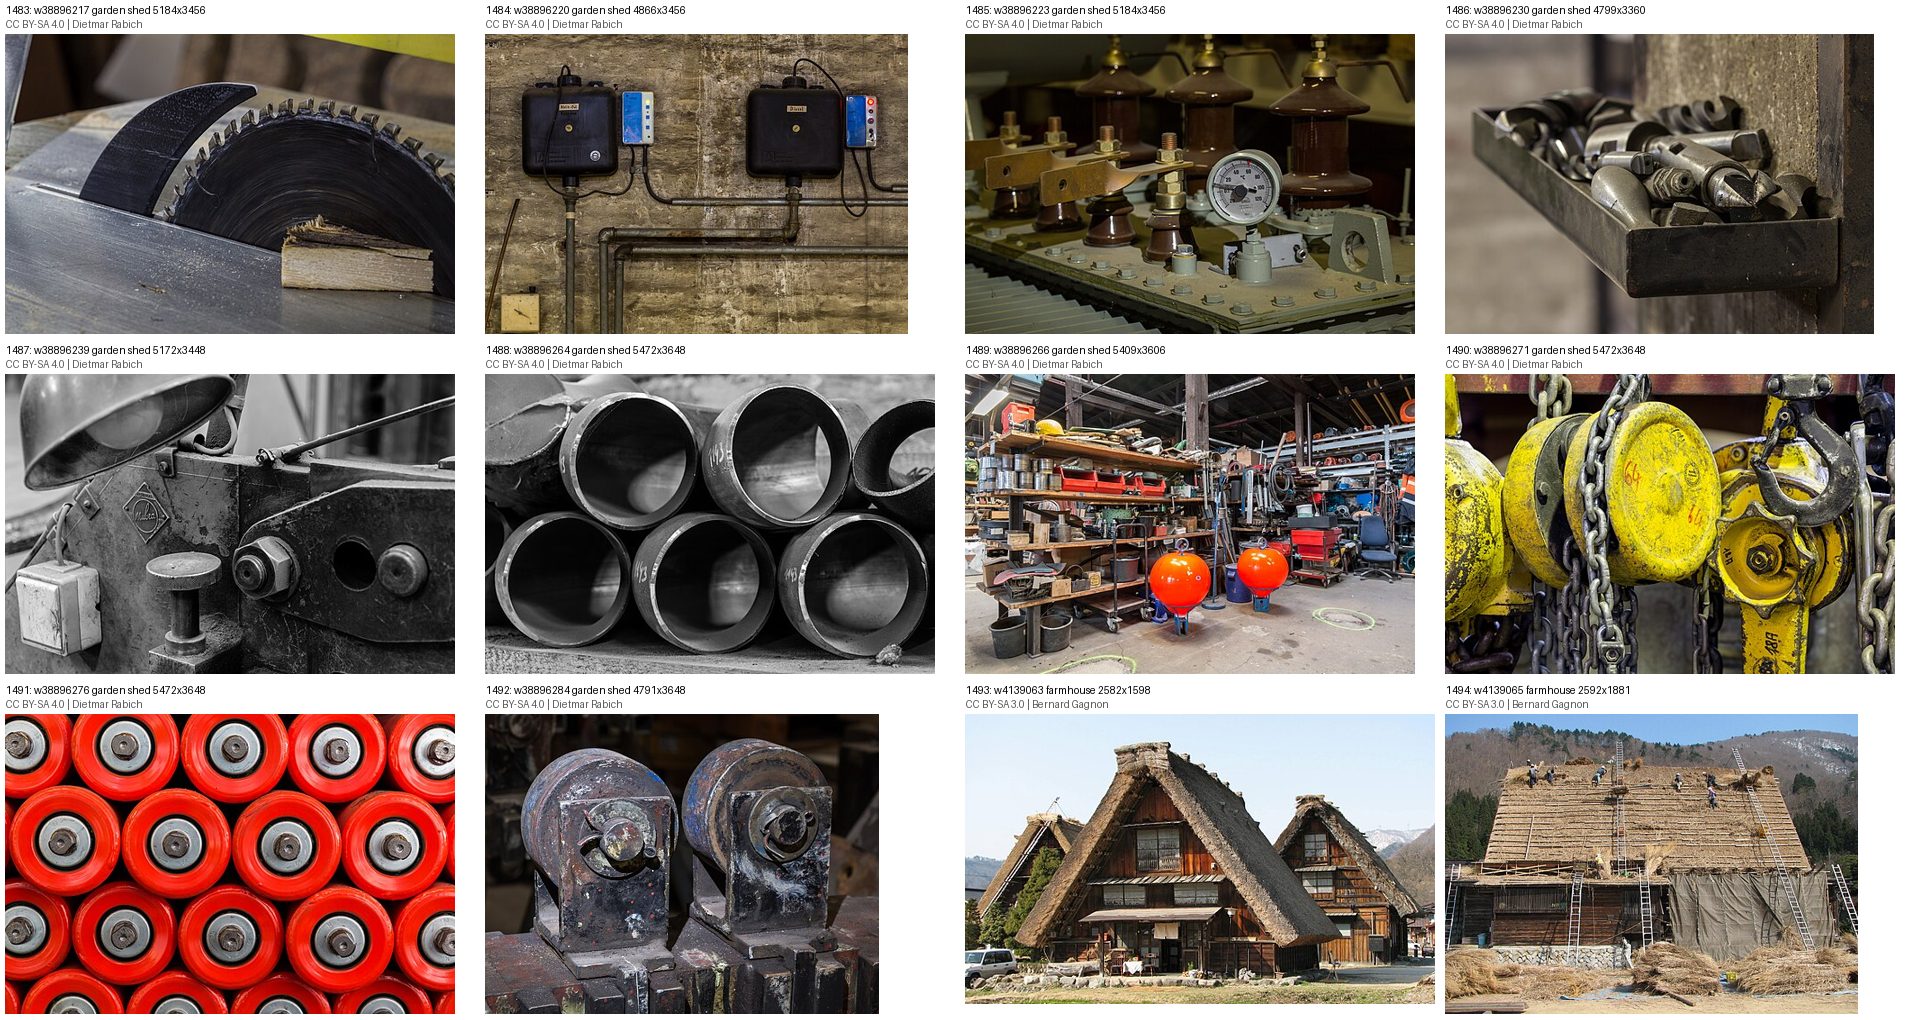 1483: w38896217 garden shed 5184x3456
CC BY-SA 4.0 | Dietmar Rabich
1484: w38896220 garden shed 4866x3456
CC BY-SA 4.0 | Dietmar Rabich
1485: w38896223 garden shed 5184x3456
CC BY-SA 4.0 | Dietmar Rabich
1486: w38896230 garden shed 4799x3360
CC BY-SA 4.0 | Dietmar Rabich
Diesel
1487: w38896239 garden shed 5172x3448
CC BY-SA 4.0 | Dietmar Rabich
1488: w38896264 garden shed 5472x3648
CC BY-SA 4.0 | Dietmar Rabich
1489: w38896266 garden shed 5409x3606
CC BY-SA 4.0 | Dietmar Rabich
1490: w38896271 garden shed 5472x3648
CC BY-SA 4.0 | Dietmar Rabich
64
1491: w38896276 garden shed 5472x3648
CC BY-SA 4.0 | Dietmar Rabich
1492: w38896284 garden shed 4791x3648
CC BY-SA 4.0 | Dietmar Rabich
1493: w4139063 farmhouse 2582x1598
CC BY-SA 3.0 | Bernard Gagnon
1494: w4139065 farmhouse 2592x1881
CC BY-SA 3.0 | Bernard Gagnon